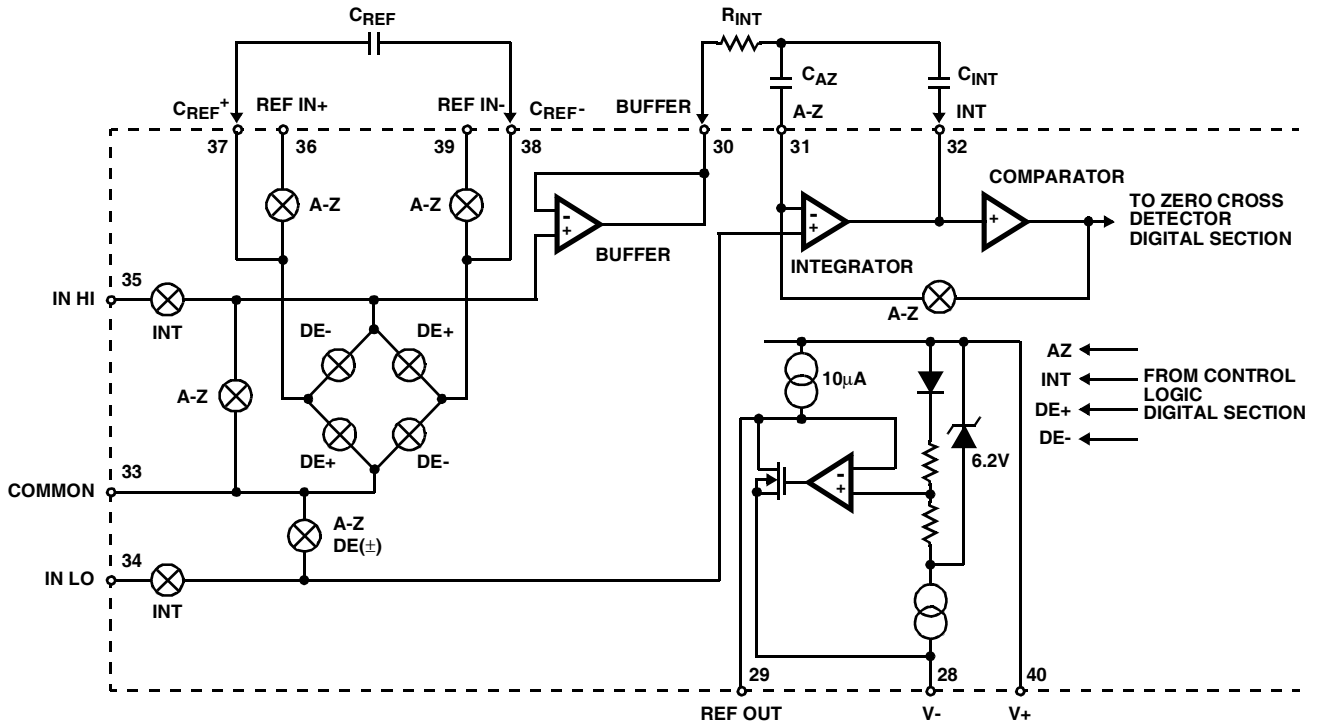 CREF
RINT
CAZ
CINT
CREF+
REF IN+
REF IN-
CREF-
BUFFER
A-Z
INT
37
36
39
38
30
31
32
A-Z
A-Z
-
+
BUFFER
-
+
INTEGRATOR
COMPARATOR
+
TO ZERO CROSS
DETECTOR
DIGITAL SECTION
A-Z
35
IN HI
INT
DE-
DE+
A-Z
DE+
DE-
33
COMMON
A-Z
DE(±)
34
IN LO
INT
10µA
-
+
6.2V
AZ
INT
DE+
DE-
FROM CONTROL
LOGIC
DIGITAL SECTION
29
28
40
REF OUT
V-
V+